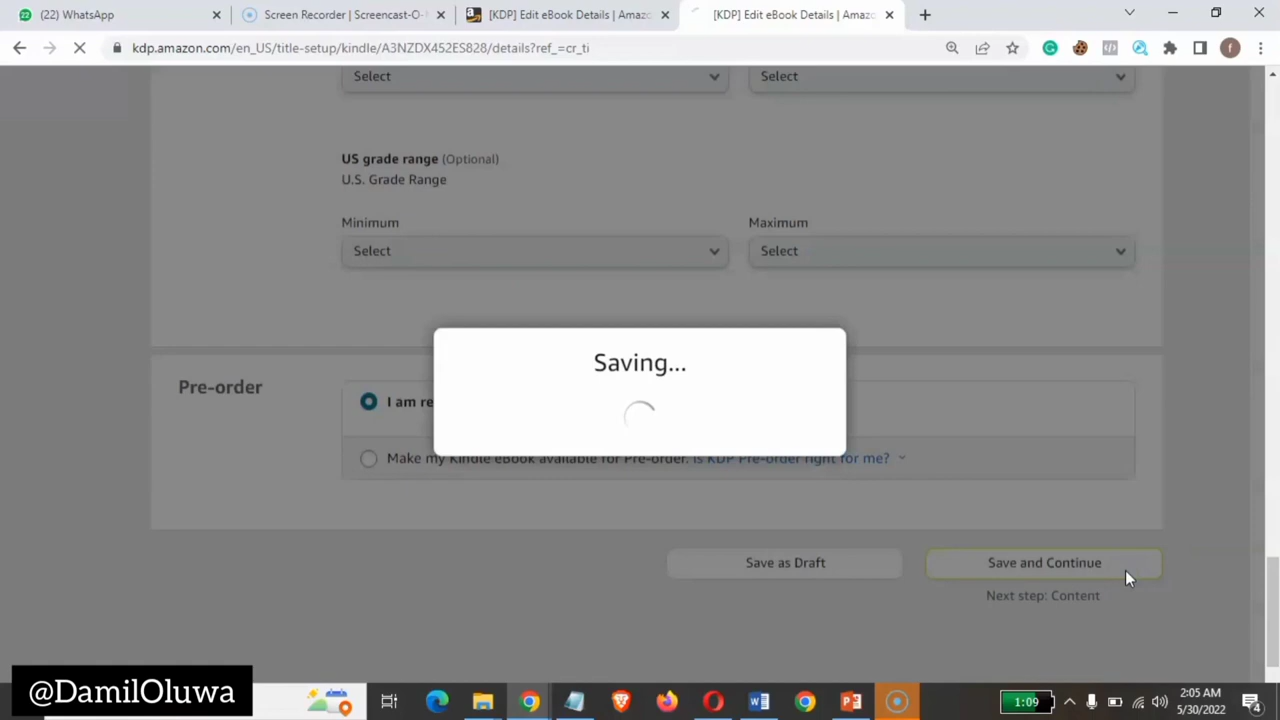 (22) WhatsApp
Screen Recorder | Screencast-O-
[KDP] Edit eBook Details | Amazo
[KDP] Edit eBook Details | Amazo
kdp.amazon.com/en_US/title-setup/kindle/A3NZDX452ES828/details?ref_=cr_ti
Select
Select
US grade range (Optional)
U.S. Grade Range
Minimum
Maximum
Select
Select
Saving...
Pre-order
I am re
Make my Kindle eBook available for Pre-order. Is KDP Pre-order right for me?
Save as Draft
Save and Continue
Next step: Content
@DamilOluwa
1:09
2:05 AM
5/30/2022
4